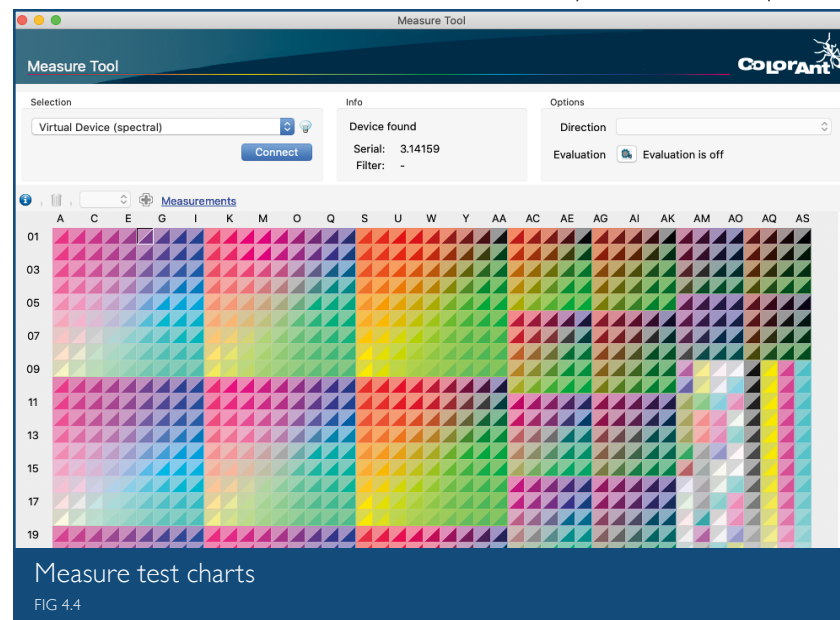 Measure Tool
Measure Tool
ColorAnt
Selection
Info
Options
Virtual Device (spectral)
Device found
Direction
Connect
Serial: 3.14159
Evaluation
Evaluation is off
Filter: -
Measurements
A C E G I K M O Q S U W Y AA AC AE AG AI AK AM AO AQ AS
01
03
05
07
09
11
13
15
17
19
Measure test charts
FIG 4.4